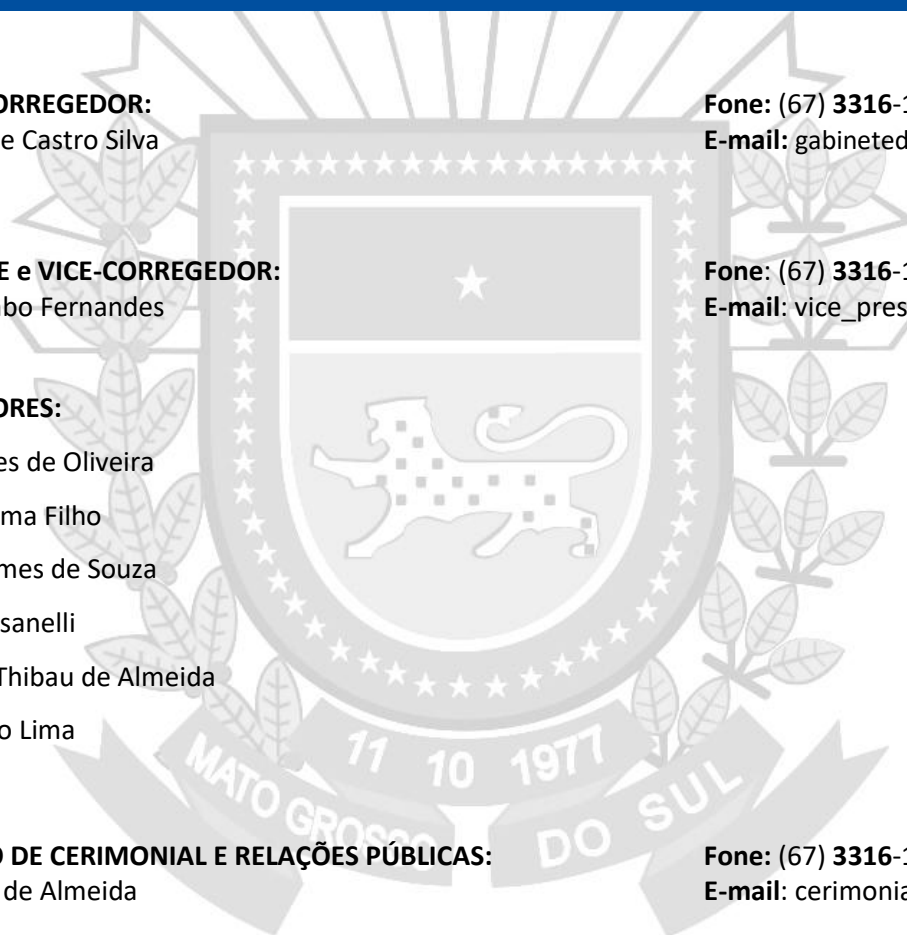 ORREGEDOR:
e Castro Silva
Fone: (67) 3316-1
E-mail: gabineted
E e VICE-CORREGEDOR:
bo Fernandes
Fone: (67) 3316-1
E-mail: vice_pres
ORES:
es de Oliveira
ma Filho
mes de Souza
sanelli
Thibau de Almeida
o Lima
11 10 1977
MATO GROSSO DO SUL
O DE CERIMONIAL E RELAÇÕES PÚBLICAS:
de Almeida
Fone: (67) 3316-1
E-mail: cerimonia